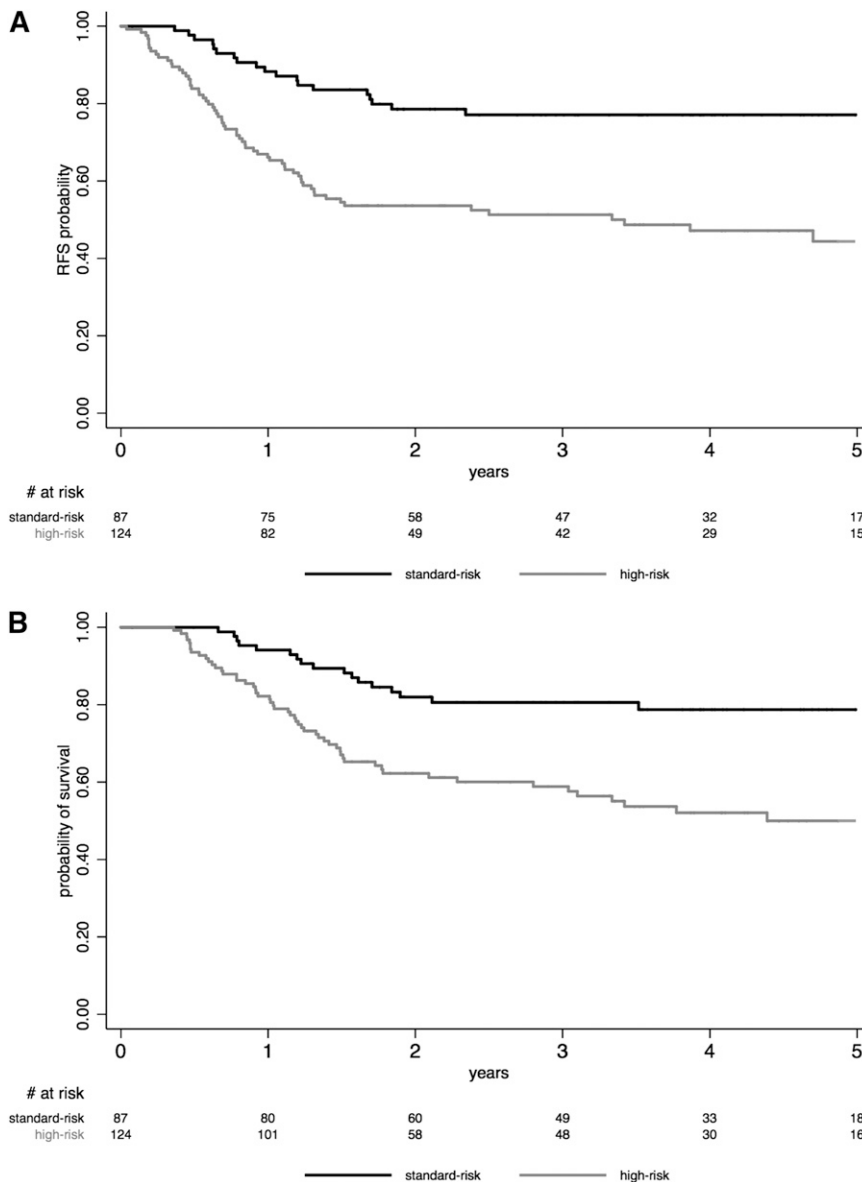 A
RFS probability
1.00
0.80
0.60
0.40
0.20
0.00
0 1 2 3 4 5
years
# at risk
standard-risk 87 75 58 47 32 17
high-risk 124 82 49 42 29 15
standard-risk high-risk
B
probability of survival
1.00
0.80
0.60
0.40
0.20
0.00
0 1 2 3 4 5
years
# at risk
standard-risk 87 80 60 49 33 18
high-risk 124 101 58 48 30 16
standard-risk high-risk